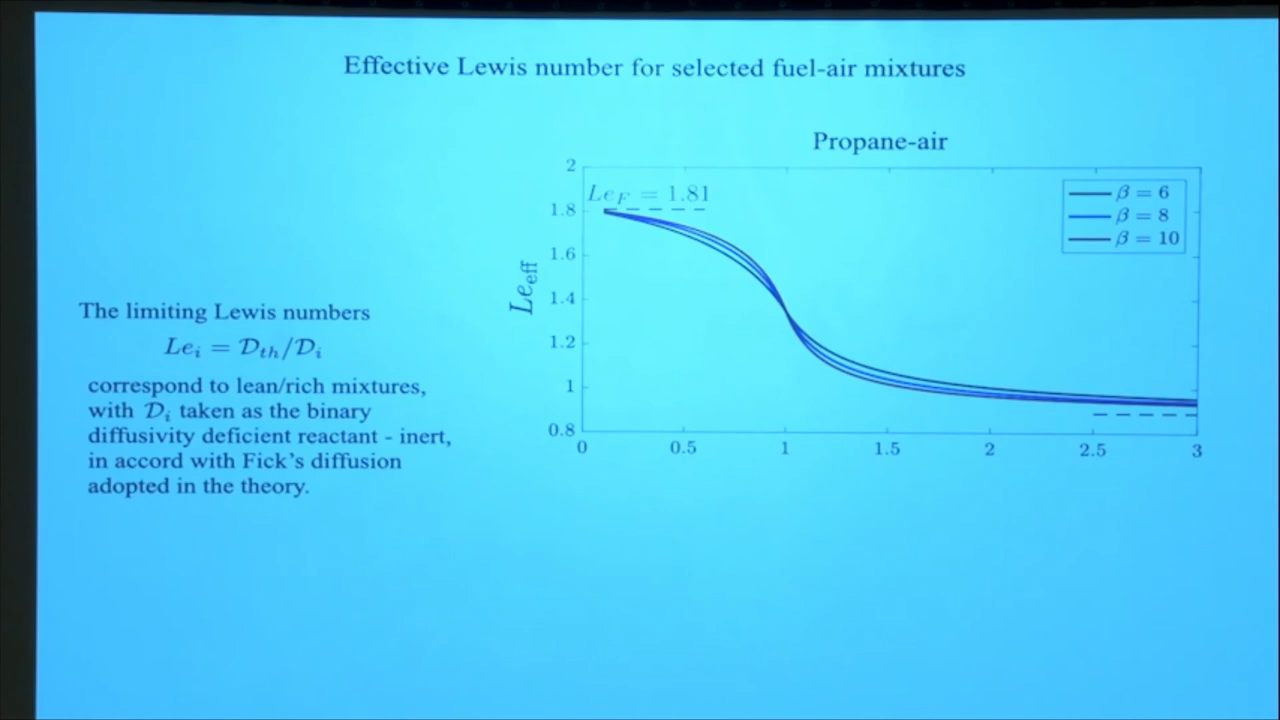 Effective Lewis number for selected fuel-air mixtures
Propane-air
2
1.8
1.6
1.4
1.2
1
0.8
Le_F = 1.81
β = 6
β = 8
β = 10
Le_eff
0
0.5
1
1.5
2
2.5
3
The limiting Lewis numbers
Le_i = 𝒟_th/𝒟_i
correspond to lean/rich mixtures,
with 𝒟_i taken as the binary
diffusivity deficient reactant - inert,
in accord with Fick's diffusion
adopted in the theory.